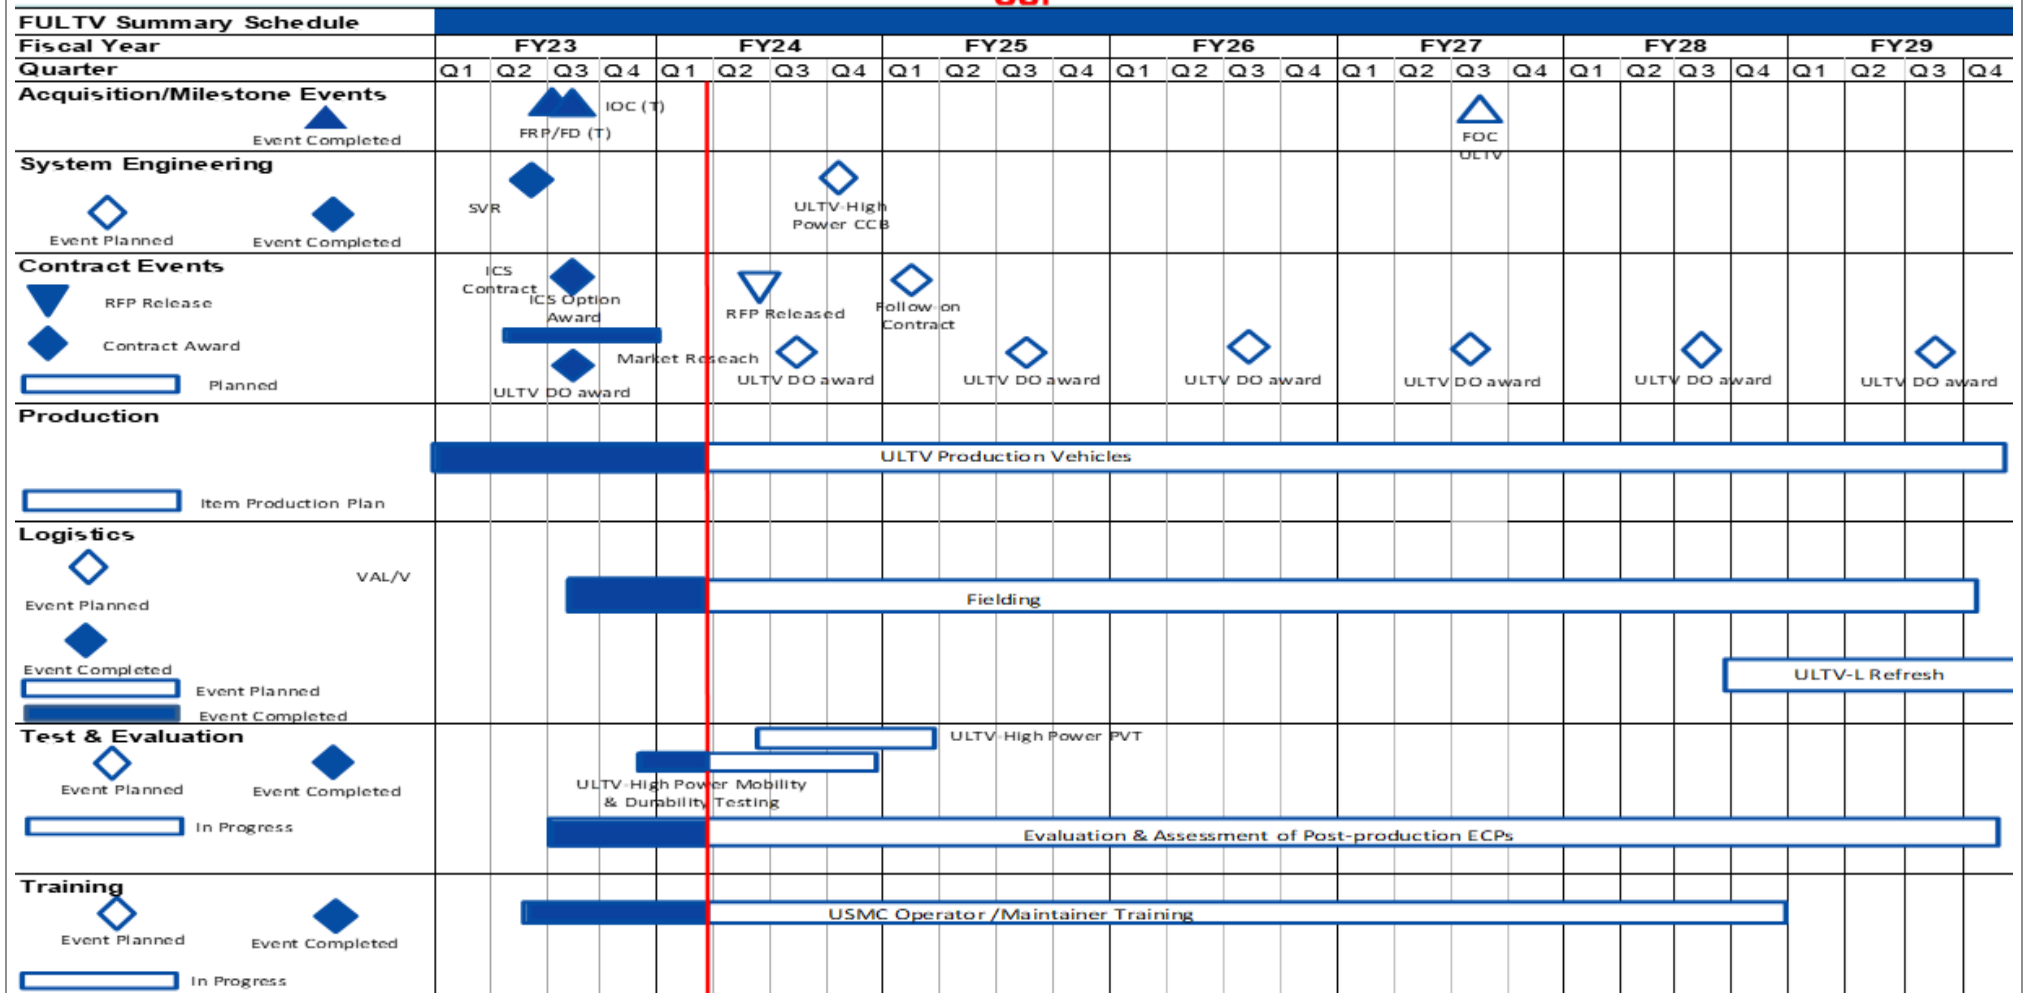 FULTV Summary Schedule
Fiscal Year FY23 FY24 FY25 FY26 FY27 FY28 FY29
Quarter Q1 Q2 Q3 Q4 Q1 Q2 Q3 Q4 Q1 Q2 Q3 Q4 Q1 Q2 Q3 Q4 Q1 Q2 Q3 Q4 Q1 Q2 Q3 Q4 Q1 Q2 Q3 Q4
Acquisition/Milestone Events
Event Completed
IOC (T)
FRP/FD (T)
FOC
ULTV
System Engineering
Event Planned
Event Completed
SVR
ULTV-High
Power CCB
Contract Events
RFP Release
Contract Award
Planned
ICS
Contract
ICS Option
Award
RFP Released
Follow-on
Contract
Market Reseach
ULTV DO award
ULTV DO award
ULTV DO award
ULTV DO award
ULTV DO award
ULTV DO award
ULTV DO award
Production
ULTV Production Vehicles
Item Production Plan
Logistics
Event Planned
VAL/V
Fielding
Event Completed
Event Planned
Event Completed
ULTV-L Refresh
Test & Evaluation
Event Planned
Event Completed
In Progress
ULTV-High Power PVT
ULTV-High Power Mobility
& Durability Testing
Evaluation & Assessment of Post-production ECPs
Training
Event Planned
Event Completed
In Progress
USMC Operator /Maintainer Training